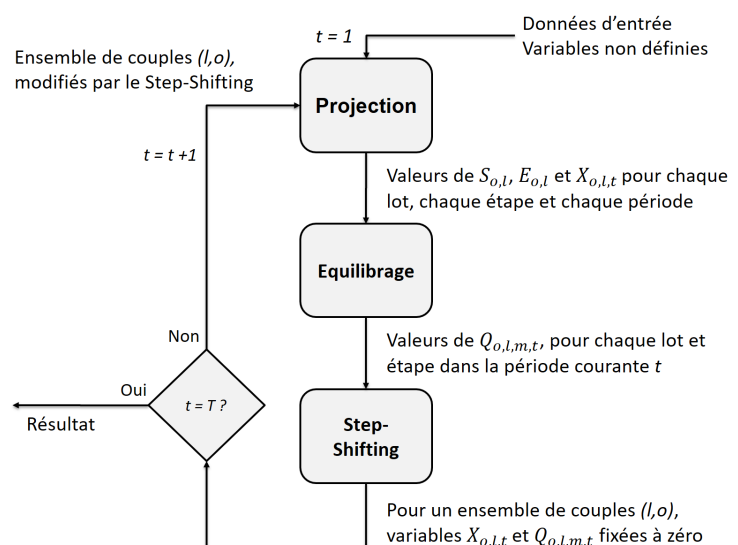 Données d'entrée
Variables non définies
t = 1
Ensemble de couples (l,o),
modifiés par le Step-Shifting
Projection
t = t +1
Valeurs de S_{o,l}, E_{o,l} et X_{o,l,t} pour chaque
lot, chaque étape et chaque période
Equilibrage
Non
Valeurs de Q_{o,l,m,t}, pour chaque lot et
étape dans la période courante t
Oui
t = T ?
Résultat
Step-
Shifting
Pour un ensemble de couples (l,o),
variables X_{o,l,t} et Q_{o,l,m,t} fixées à zéro